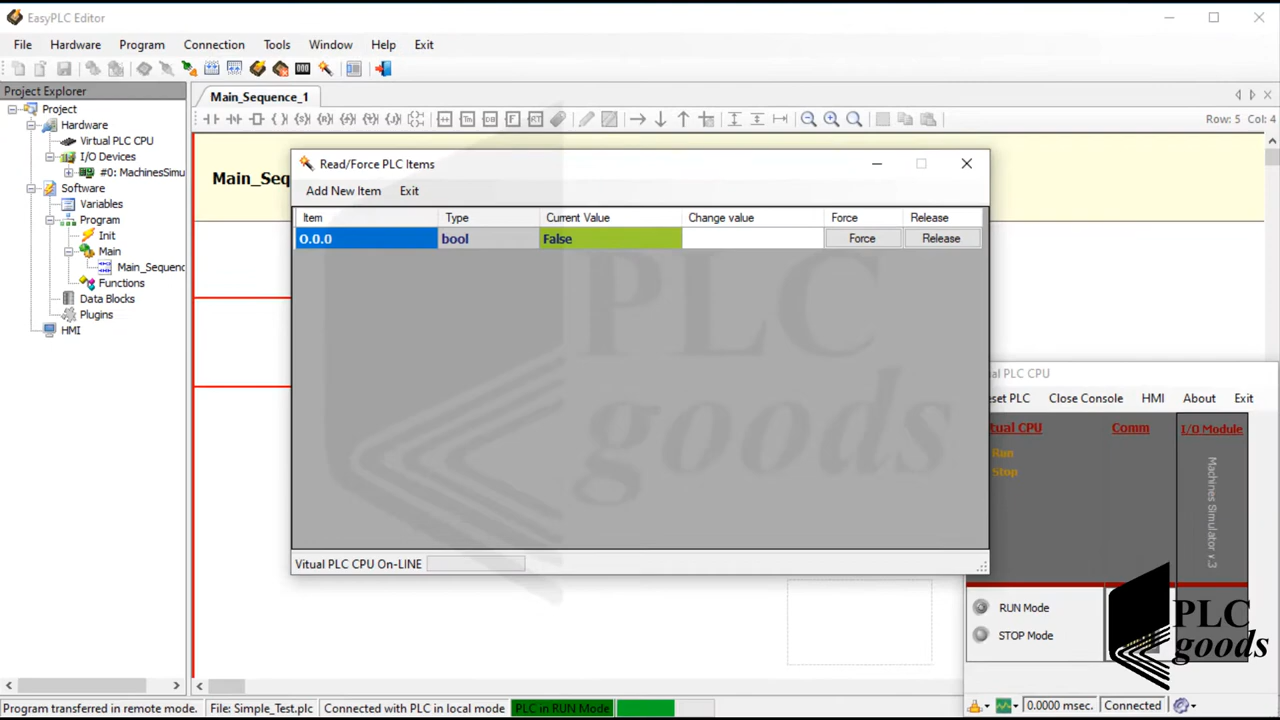 EasyPLC Editor
File Hardware Program Connection Tools Window Help Exit
Project Explorer
Main_Sequence_1
Project
Hardware
Virtual PLC CPU
I/O Devices
#0: MachinesSimu
Software
Variables
Program
Init
Main
Main_Sequenc
Functions
Data Blocks
Plugins
HMI
Row: 5 Col: 4
Main_Seq
Read/Force PLC Items
Add New Item Exit
Item Type Current Value Change value Force Release
O.0.0 bool False Force Release
Vitual PLC CPU On-LINE
PLC
goods
al PLC CPU
eset PLC Close Console HMI About Exit
tual CPU Comm I/O Module
Run
Stop
Machines Simulator v.3
RUN Mode
STOP Mode
PLC
goods
0.0000 msec. Connected
Program transferred in remote mode. File: Simple_Test.plc Connected with PLC in local mode PLC in RUN Mode